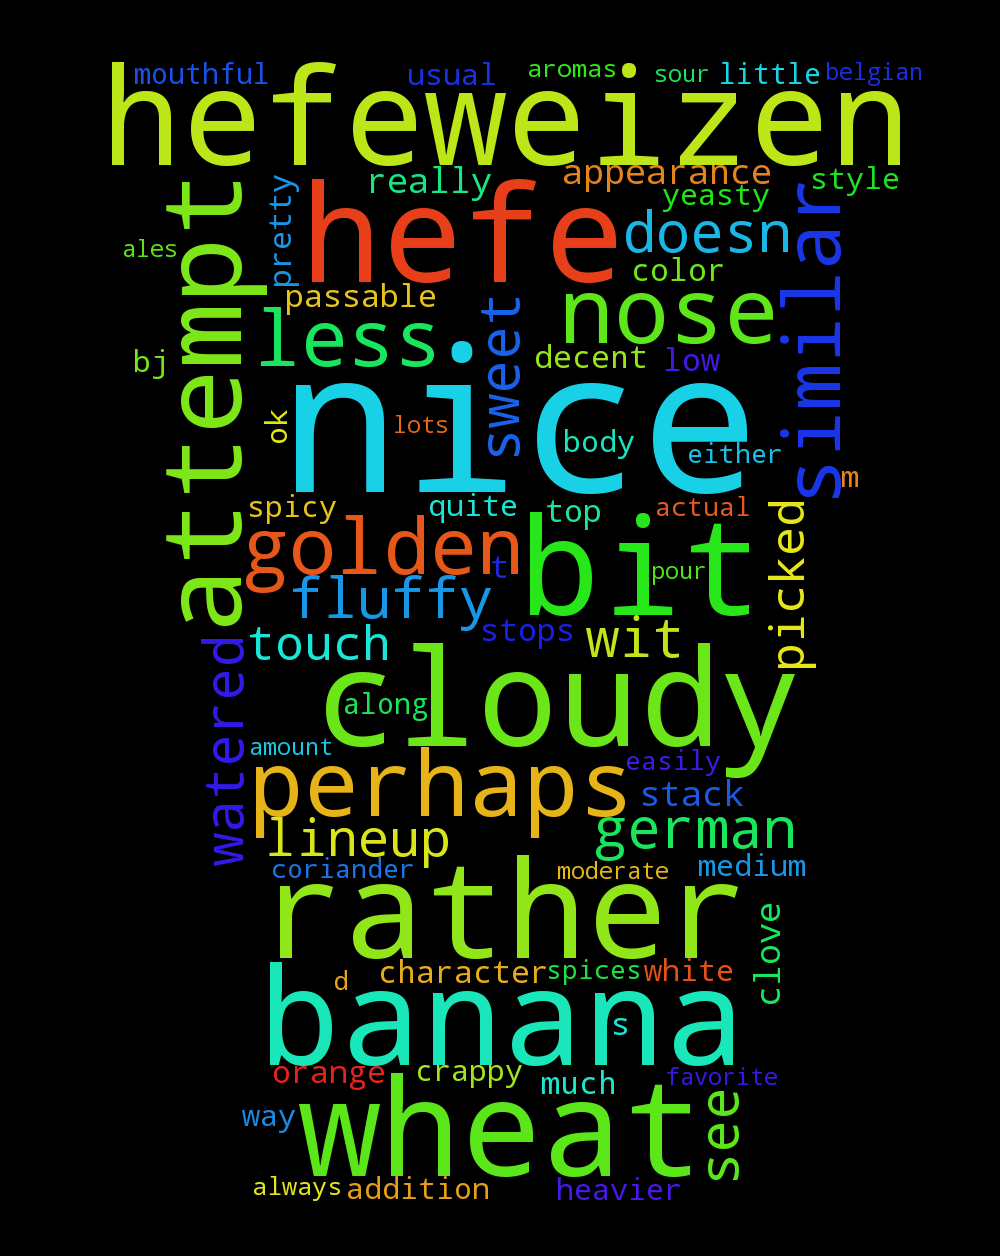 mouthful usual aromas sour little belgian
hefeweizen
really appearance style
yeasty
pretty
hefe
doesn
ales
attempt
similar
color
passable
nose
less
sweet
decent low
bj
nice
ok
lots
body
either
m
spicy quite top actual
picked
golden
bit
t
pour
fluffy
touch
stops
wit
watered
cloudy
along
amount
easily
perhaps
stack
lineup
german
coriander moderate medium
rather
clove
d character spices white
banana
s
orange crappy much favorite
way
wheat
see
always addition heavier